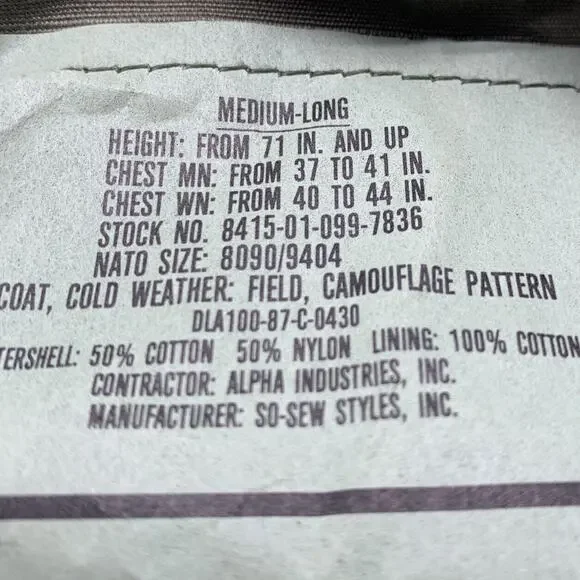 MEDIUM-LONG
HEIGHT: FROM 71 IN. AND UP
CHEST MN: FROM 37 TO 41 IN.
CHEST WN: FROM 40 TO 44 IN.
STOCK NO. 8415-01-099-7836
NATO SIZE: 8090/9404
COAT, COLD WEATHER: FIELD, CAMOUFLAGE PATTERN
DLA100-87-C-0430
TERSHELL: 50% COTTON 50% NYLON LINING: 100% COTTON
CONTRACTOR: ALPHA INDUSTRIES, INC.
MANUFACTURER: SO-SEW STYLES, INC.